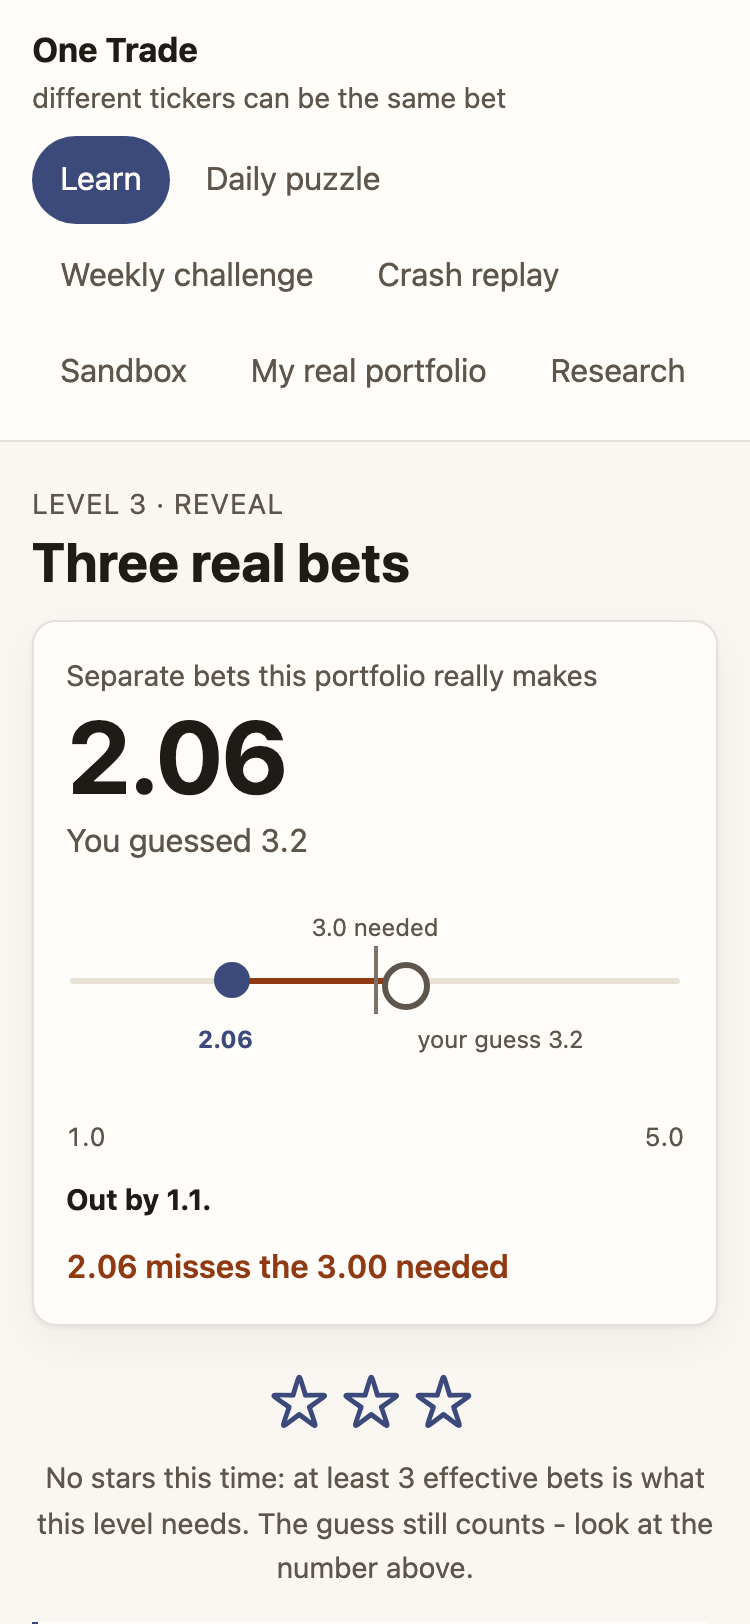 One Trade
different tickers can be the same bet
Learn
Daily puzzle
Weekly challenge
Crash replay
Sandbox
My real portfolio
Research
LEVEL 3 · REVEAL
Three real bets
Separate bets this portfolio really makes
2.06
You guessed 3.2
3.0 needed
2.06
your guess 3.2
1.0
5.0
Out by 1.1.
2.06 misses the 3.00 needed
No stars this time: at least 3 effective bets is what
this level needs. The guess still counts - look at the
number above.